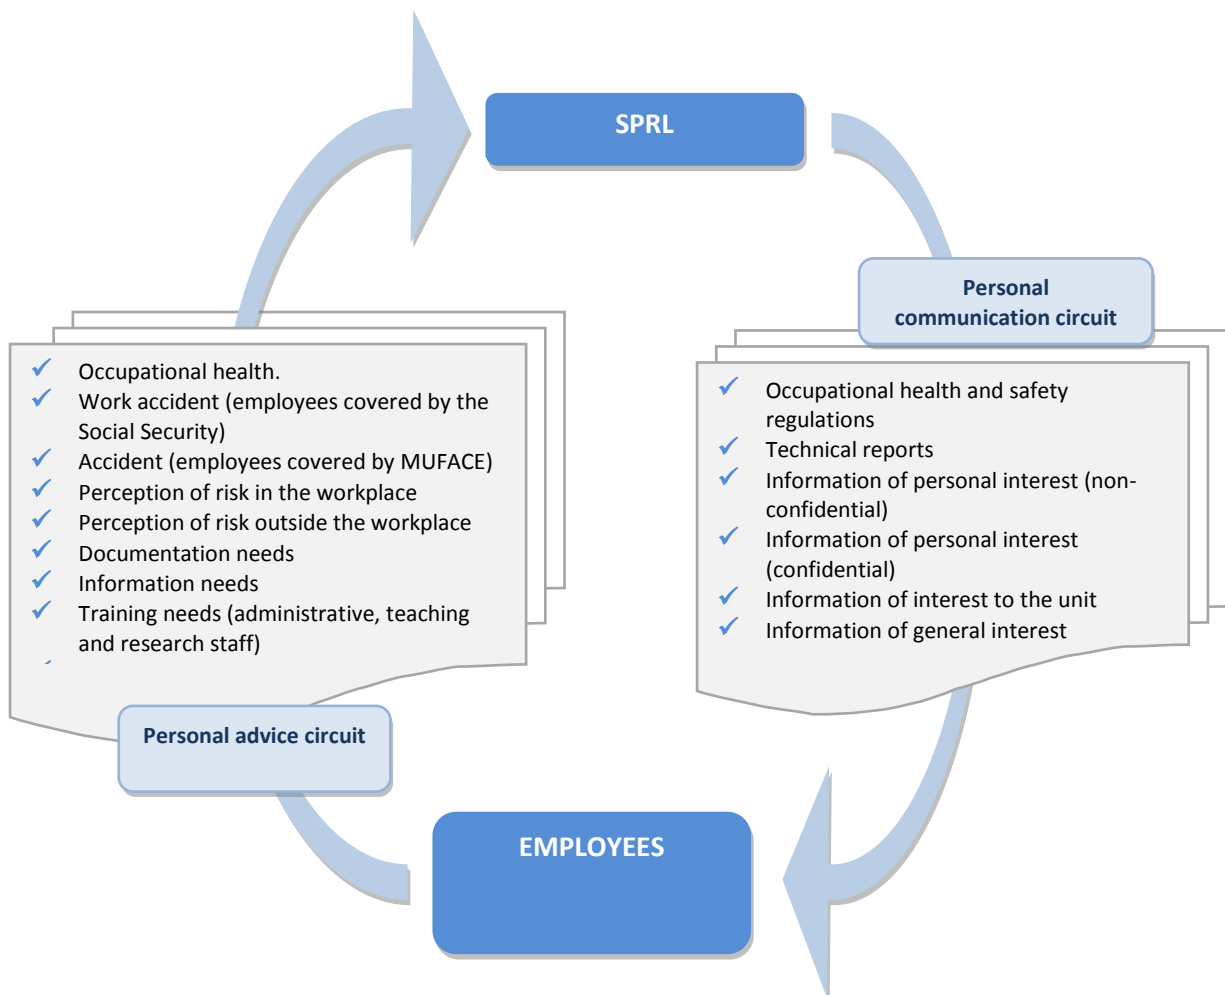 SPRL
Personal
communication circuit
Occupational health.
Work accident (employees covered by the
Social Security)
Accident (employees covered by MUFACE)
Perception of risk in the workplace
Perception of risk outside the workplace
Documentation needs
Information needs
Training needs (administrative, teaching
and research staff)
Personal advice circuit
Occupational health and safety
regulations
Technical reports
Information of personal interest (non-
confidential)
Information of personal interest
(confidential)
Information of interest to the unit
Information of general interest
EMPLOYEES